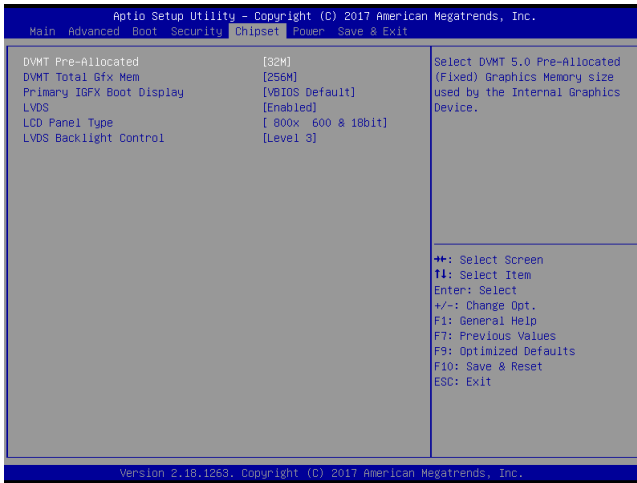 Aptio Setup Utility – Copyright (C) 2017 American Megatrends, Inc.
Main Advanced Boot Security Chipset Power Save & Exit
DVMT Pre-Allocated [32M]
DVMT Total Gfx Mem [256M]
Primary IGFX Boot Display [VBIOS Default]
LVDS [Enabled]
LCD Panel Type [ 800x 600 & 18bit]
LVDS Backlight Control [Level 3]
Select DVMT 5.0 Pre-Allocated
(Fixed) Graphics Memory size
used by the Internal Graphics
Device.
→←: Select Screen
↑↓: Select Item
Enter: Select
+/-: Change Opt.
F1: General Help
F7: Previous Values
F9: Optimized Defaults
F10: Save & Reset
ESC: Exit
Version 2.18.1263. Copyright (C) 2017 American Megatrends, Inc.